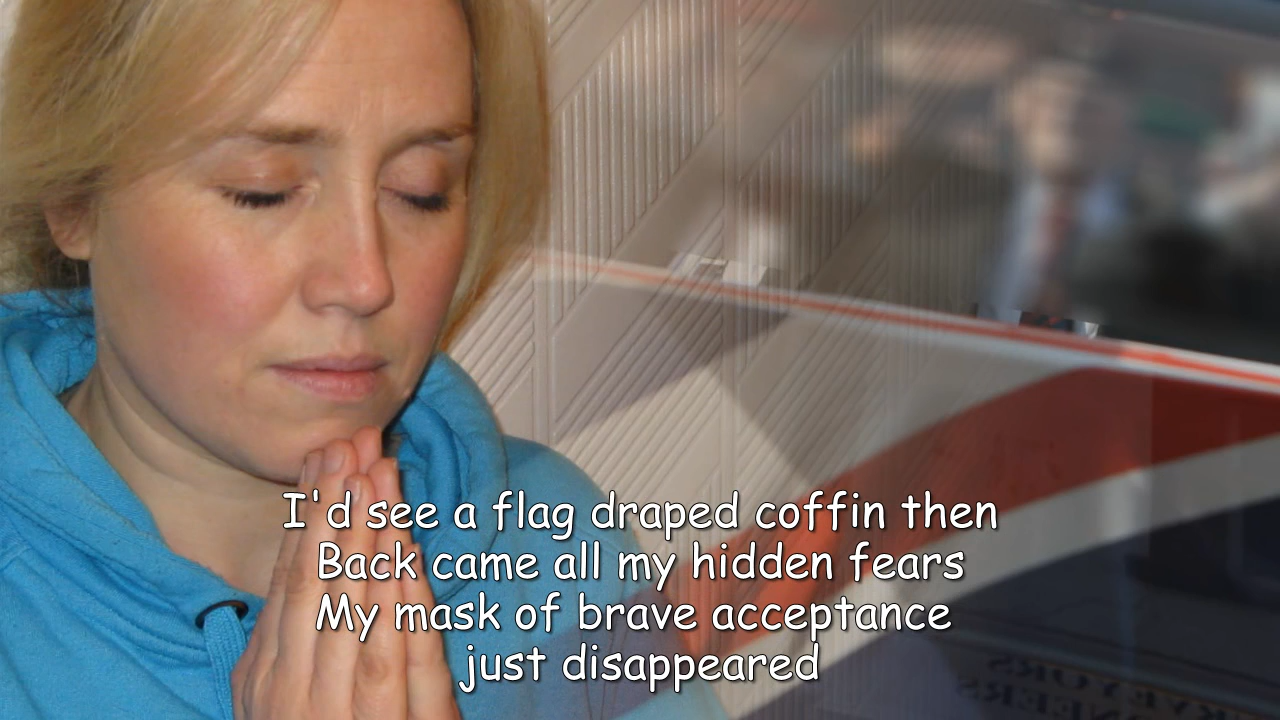 I'd see a flag draped coffin then
Back came all my hidden fears
My mask of brave acceptance
just disappeared